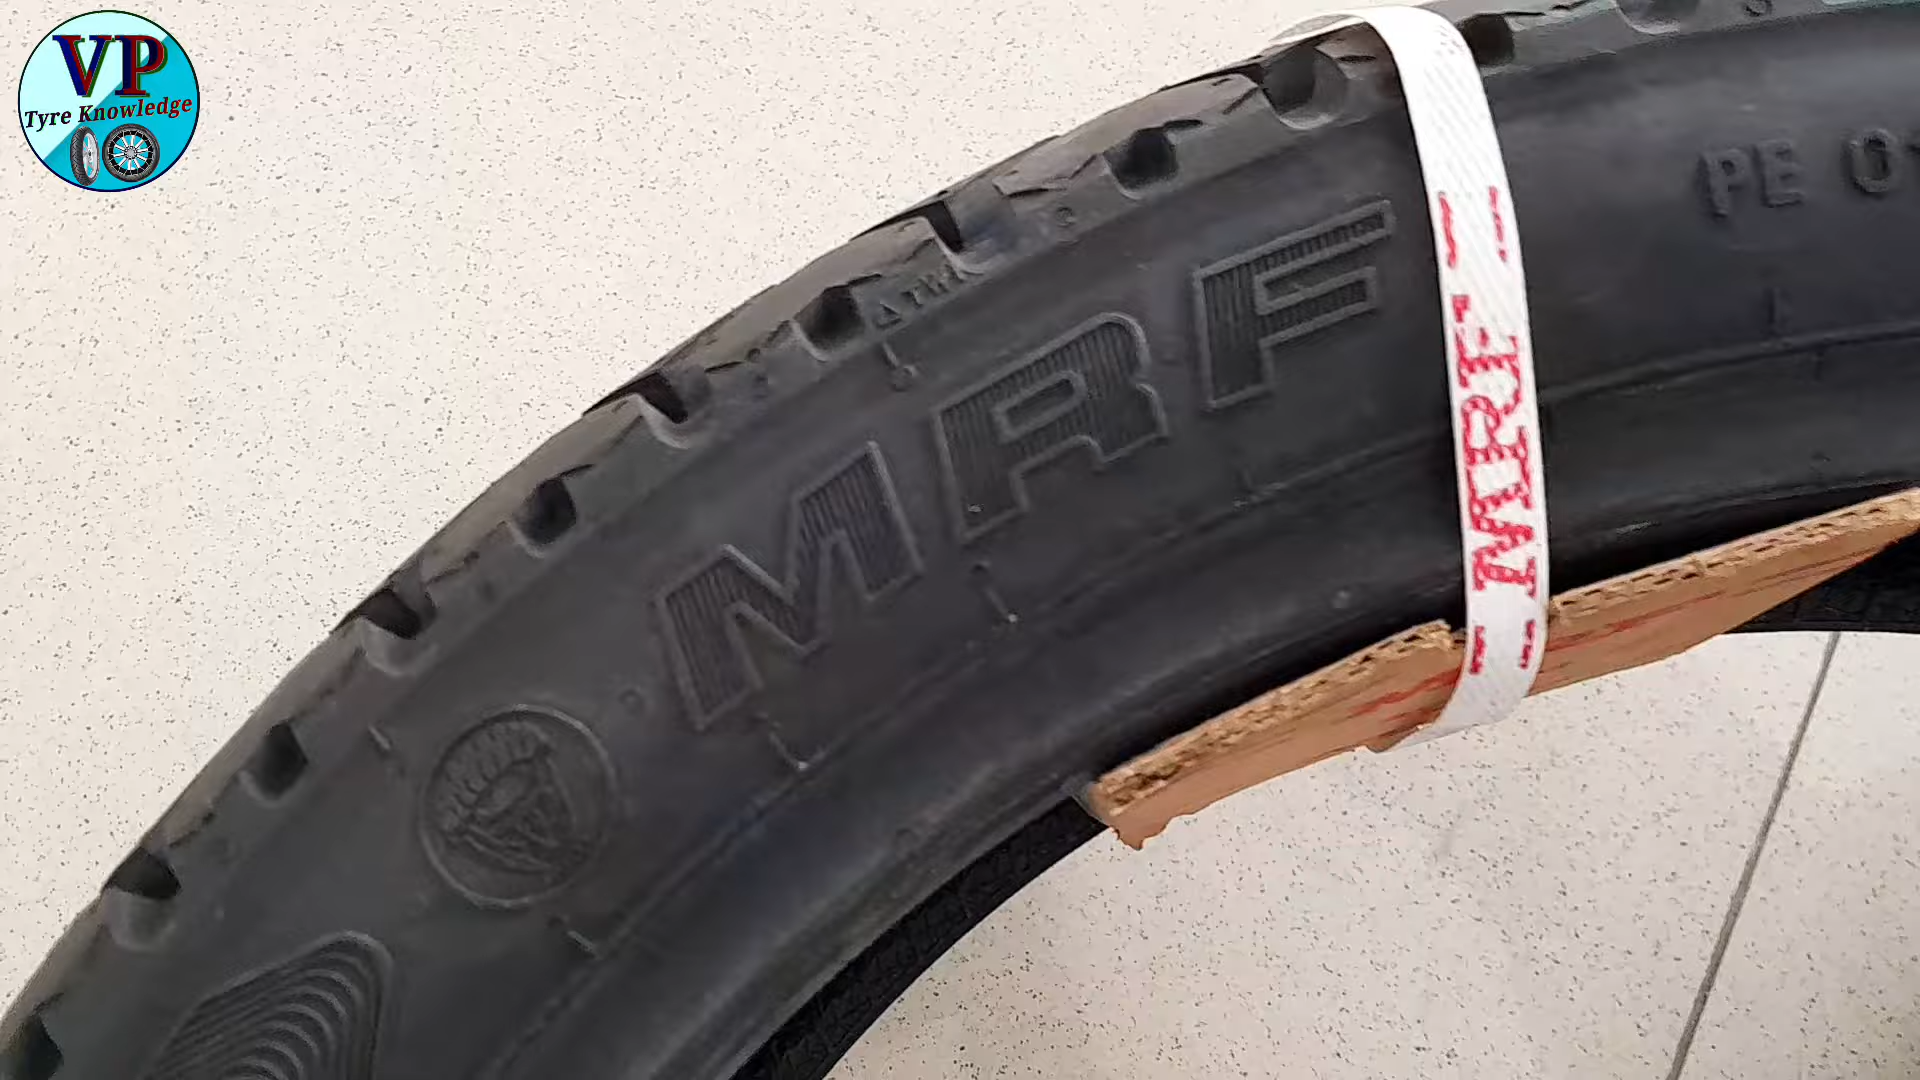 VP
Tyre Knowledge
PE
TWI
MRF
MRF